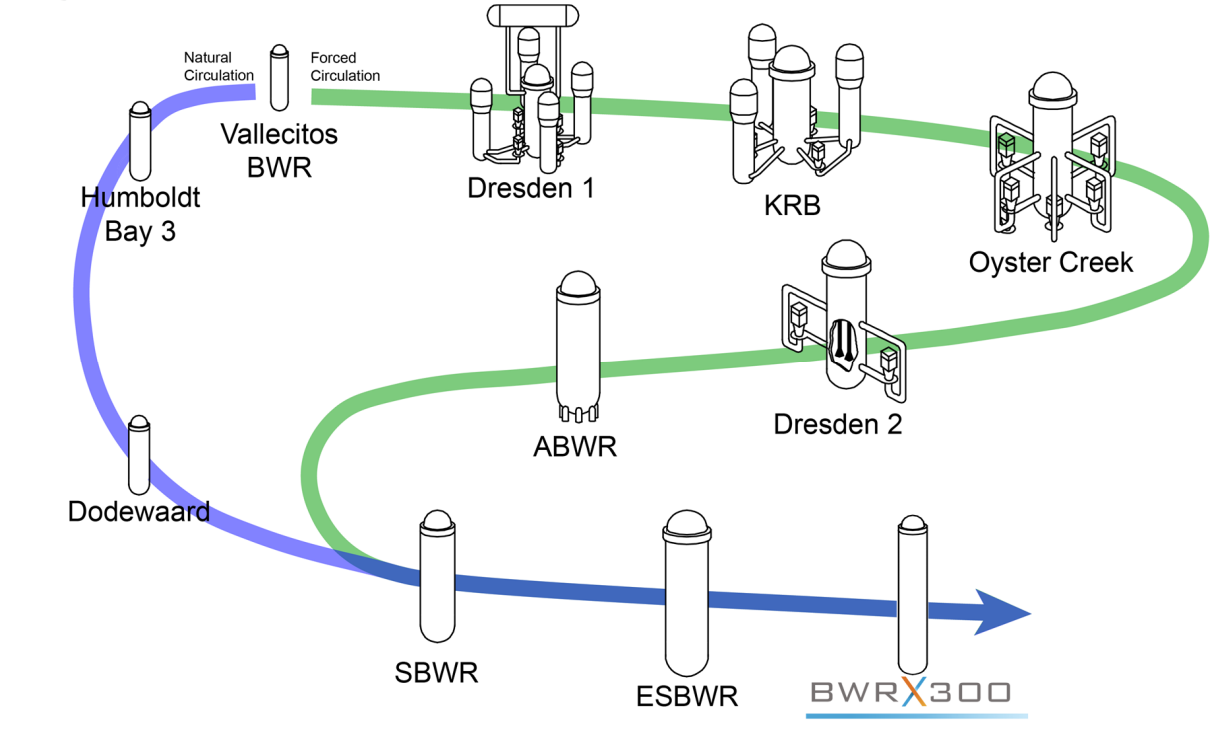 Natural
Circulation
Forced
Circulation
Vallecitos
BWR
Humboldt
Bay 3
Dresden 1
KRB
Oyster Creek
ABWR
Dresden 2
Dodewaard
SBWR
ESBWR
BWRX300